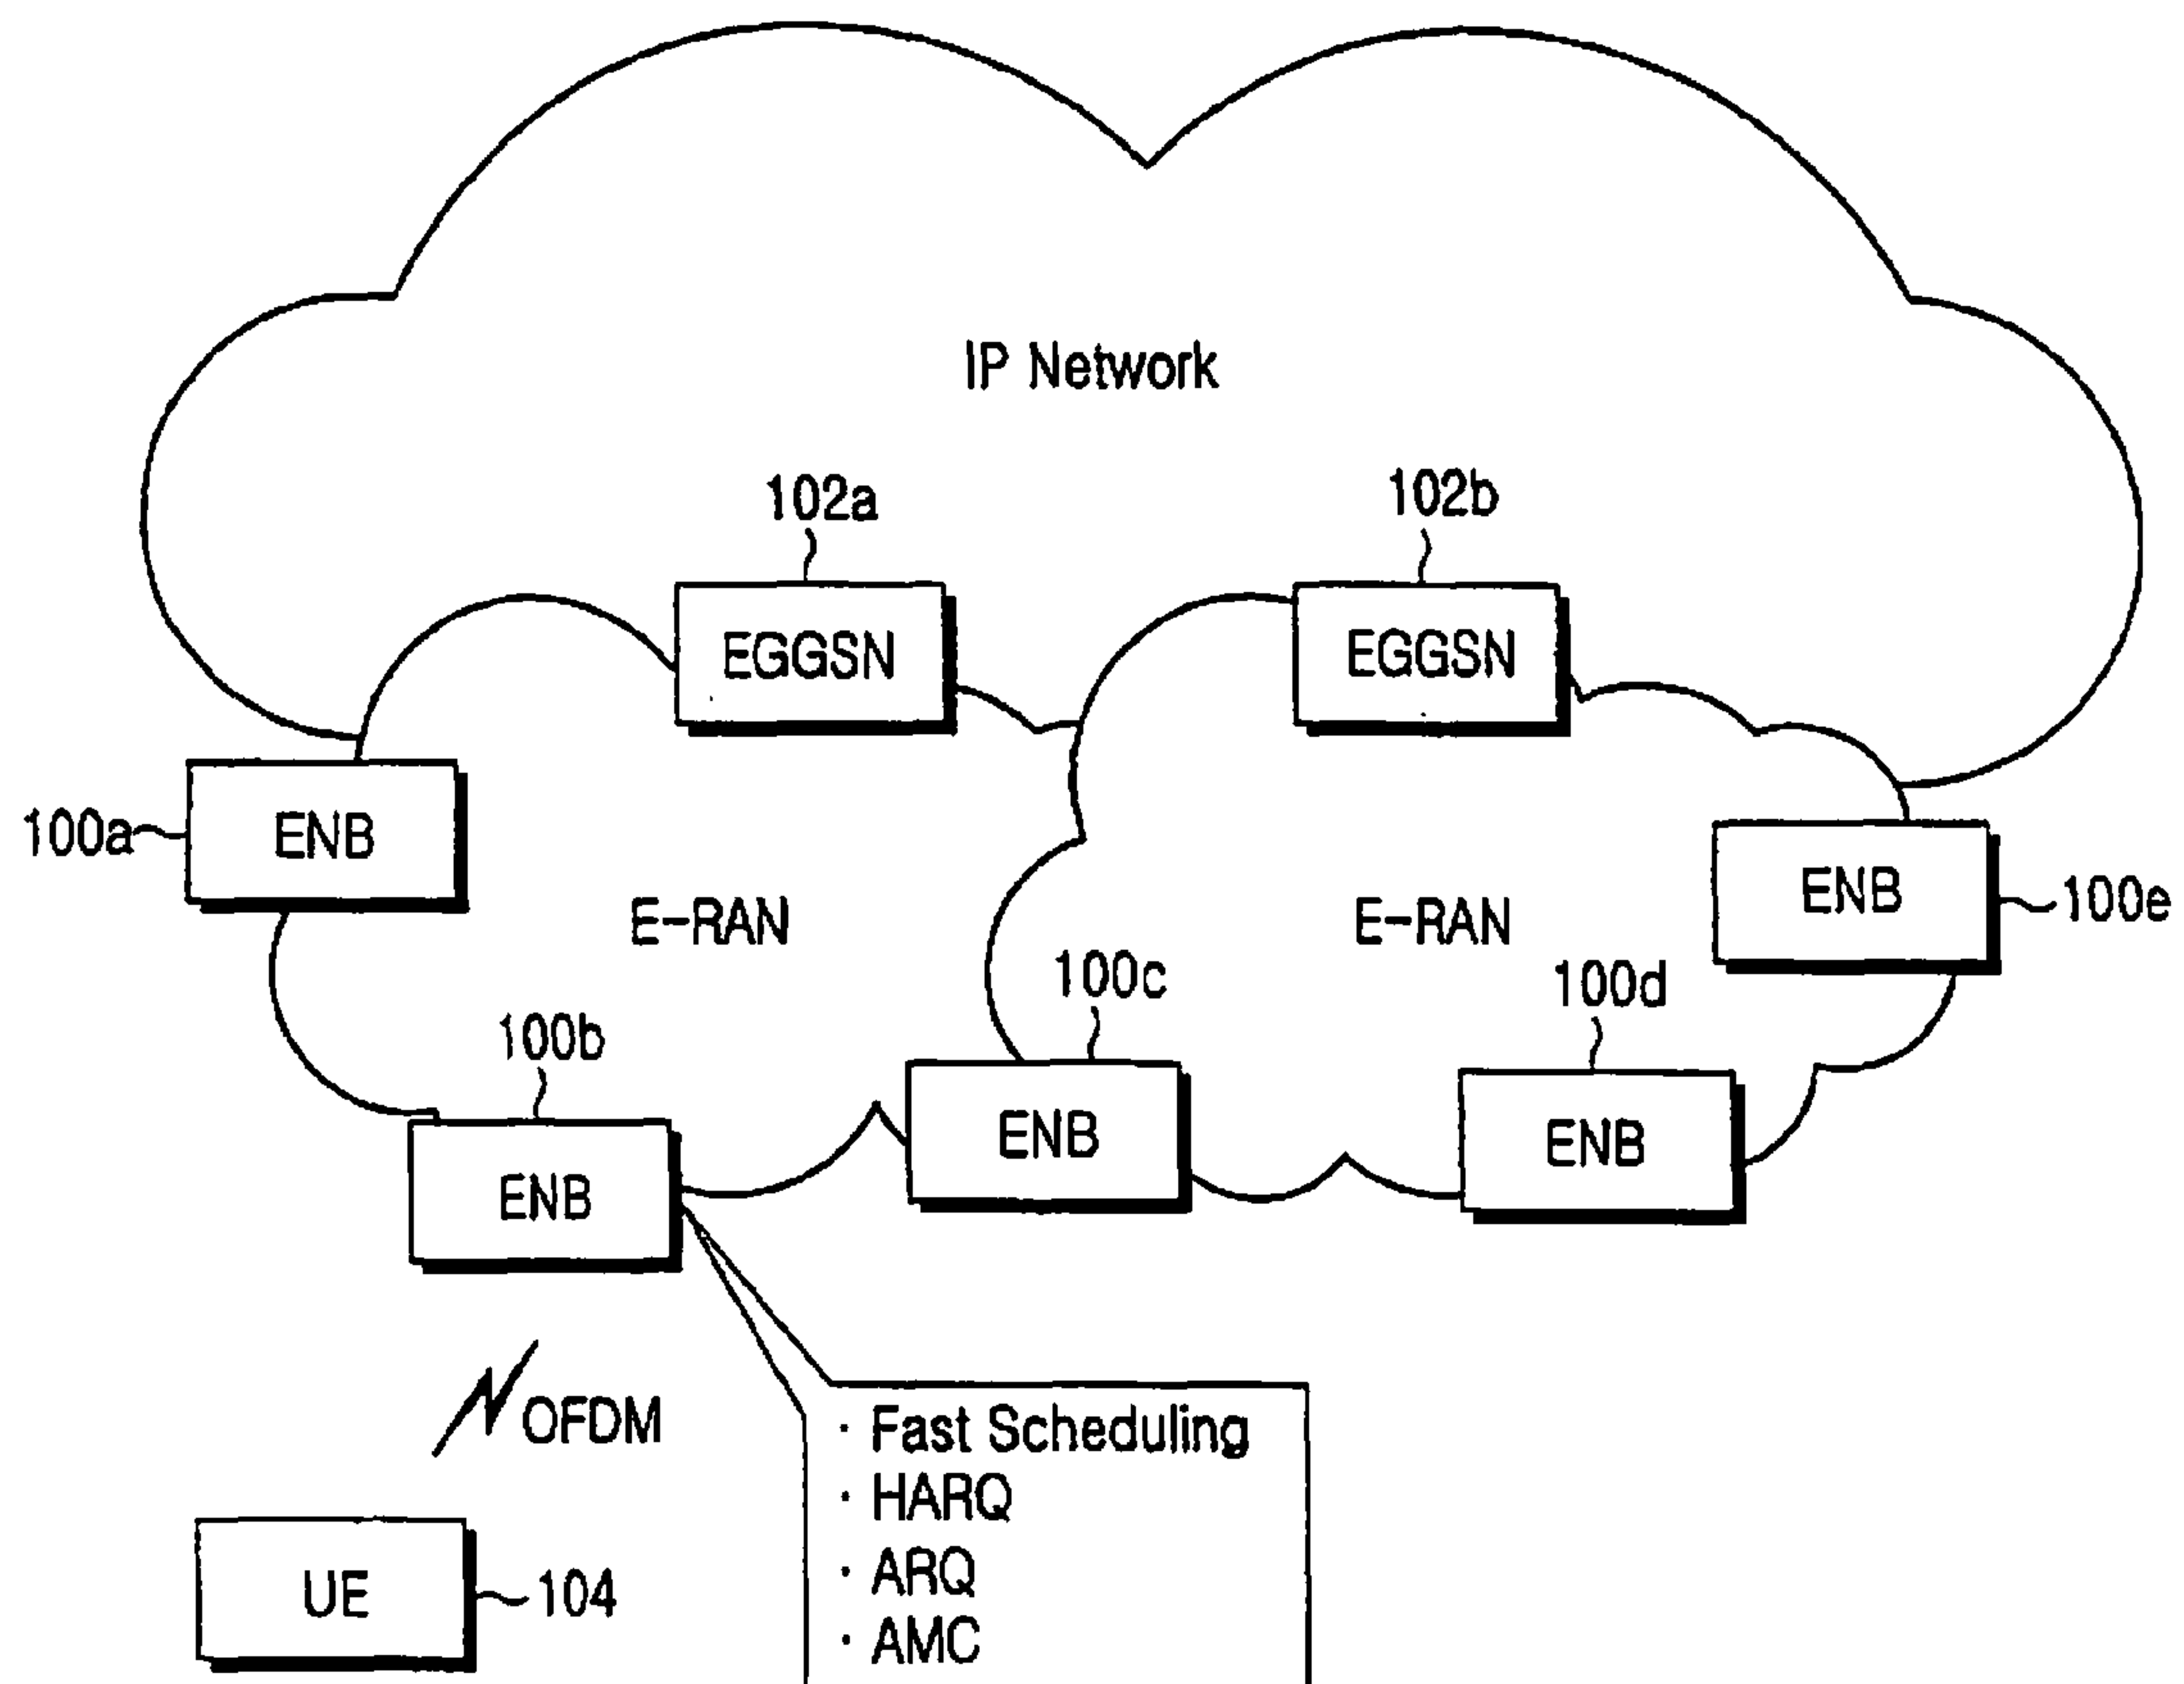 IP Network
102a
102b
EGGSN
EGGSN
100a
ENB
ENB
100e
E-RAN
E-RAN
100c
100d
100b
ENB
ENB
ENB
OFDM
· Fast Scheduling
· HARQ
· ARQ
· AMC
UE
104